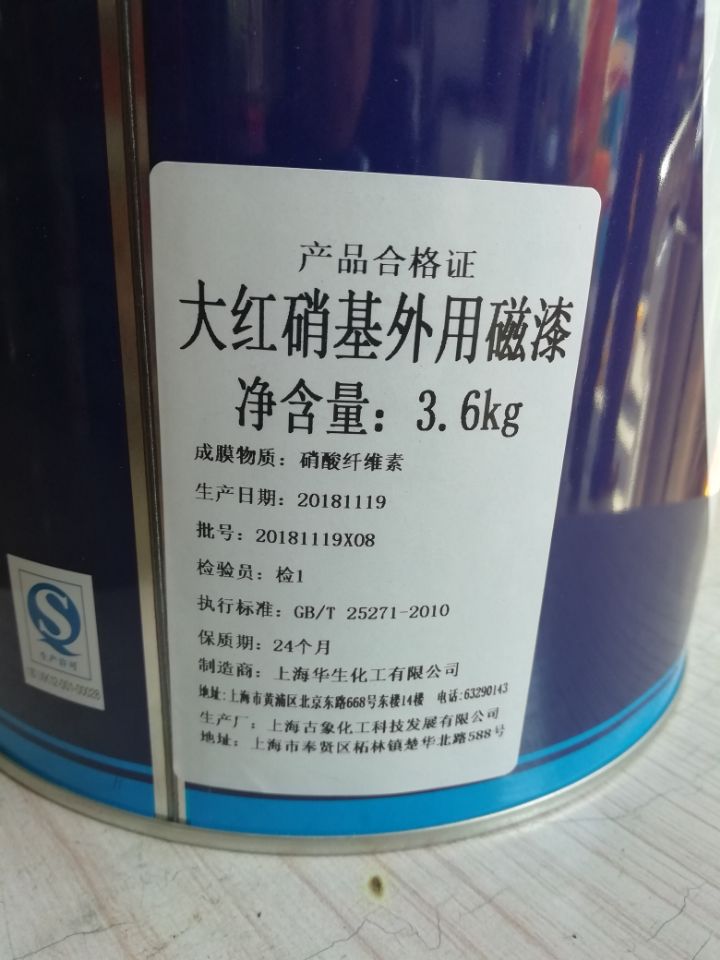 产品合格证
大红硝基外用磁漆
净含量：3.6kg
成膜物质：硝酸纤维素
生产日期：20181119
批号：20181119X08
检验员：检1
执行标准：GB/T 25271-2010
保质期：24个月
制造商：上海华生化工有限公司
地址:上海市黄浦区北京东路668号东楼14楼 电话:63290143
生产厂：上海古象化工科技发展有限公司
地址：上海市奉贤区柘林镇楚华北路588号
生产许可